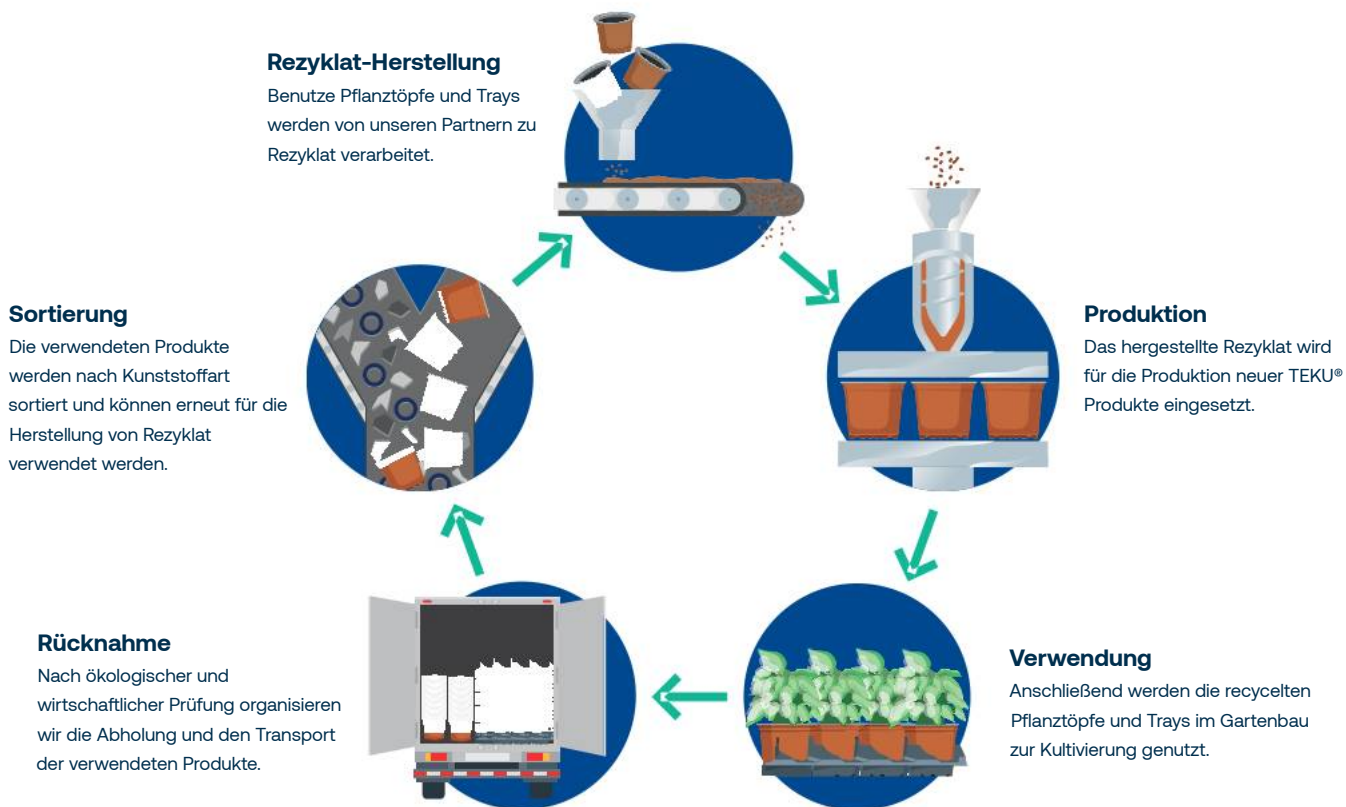 Rezyklat-Herstellung
Benutze Pflanztöpfe und Trays
werden von unseren Partnern zu
Rezyklat verarbeitet.
Produktion
Das hergestellte Rezyklat wird
für die Produktion neuer TEKU®
Produkte eingesetzt.
Verwendung
Anschließend werden die recycelten
Pflanztöpfe und Trays im Gartenbau
zur Kultivierung genutzt.
Rücknahme
Nach ökologischer und
wirtschaftlicher Prüfung organisieren
wir die Abholung und den Transport
der verwendeten Produkte.
Sortierung
Die verwendeten Produkte
werden nach Kunststoffart
sortiert und können erneut für die
Herstellung von Rezyklat
verwendet werden.